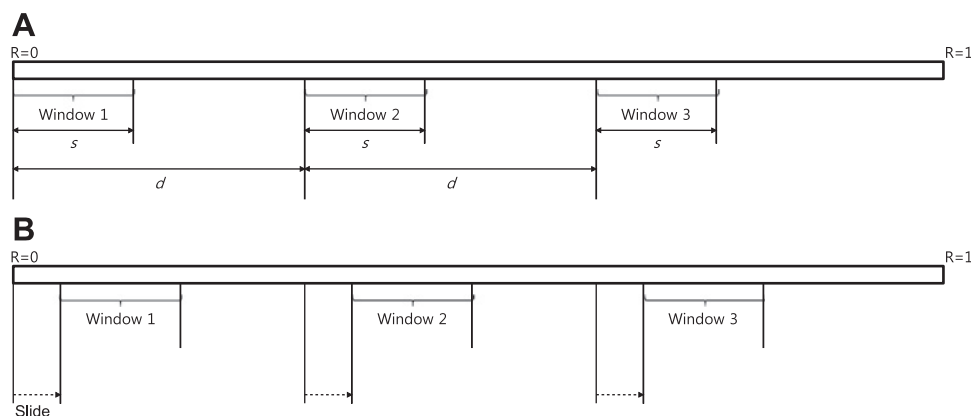 A
R=0 R=1
Window 1 Window 2 Window 3
s s s
d d
B
R=0 R=1
Window 1 Window 2 Window 3
Slide